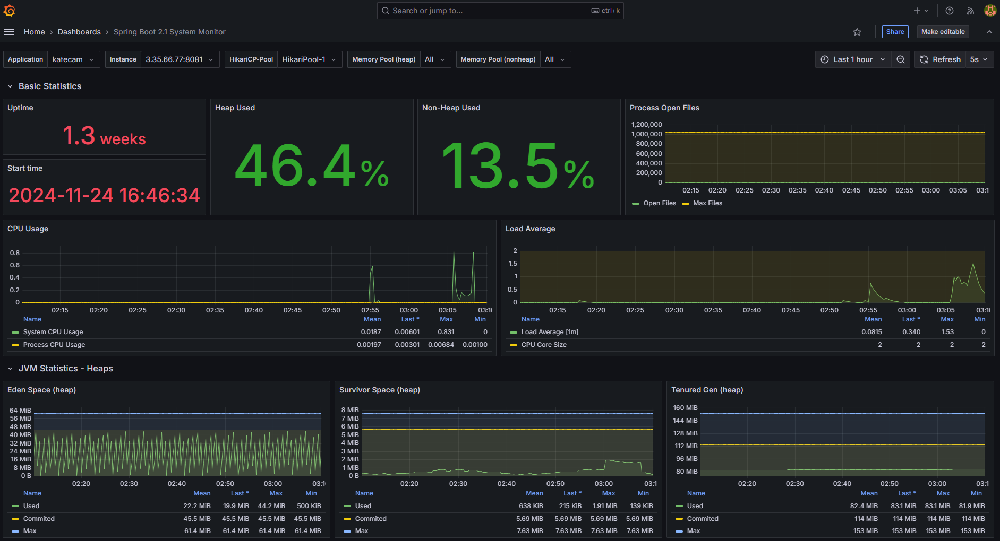 Search or jump to... ctrl+k
Home › Dashboards › Spring Boot 2.1 System Monitor
Share Make editable
Application katecam Instance 3.35.66.77:8081 HikariCP-Pool HikariPool-1 Memory Pool (heap) All Memory Pool (nonheap) All
Last 1 hour Refresh 5s
Basic Statistics
Uptime
1.3 weeks
Start time
2024-11-24 16:46:34
Heap Used
46.4%
Non-Heap Used
13.5%
Process Open Files
1,200,000
1,000,000
800,000
600,000
400,000
200,000
0
02:15 02:20 02:25 02:30 02:35 02:40 02:45 02:50 02:55 03:00 03:05 03:1
Open Files Max Files
CPU Usage
0.8
0.6
0.4
0.2
0
02:15 02:20 02:25 02:30 02:35 02:40 02:45 02:50 02:55 03:00 03:05 03:1
Name Mean Last * Max Min
System CPU Usage 0.0187 0.00601 0.831 0
Process CPU Usage 0.00197 0.00301 0.00684 0.00100
Load Average
2
1.5
1
0.5
0
02:15 02:20 02:25 02:30 02:35 02:40 02:45 02:50 02:55 03:00 03:05 03:1
Name Mean Last * Max Min
Load Average [1m] 0.0815 0.340 1.53 0
CPU Core Size 2 2 2 2
JVM Statistics - Heaps
Eden Space (heap)
64 MiB
56 MiB
48 MiB
40 MiB
32 MiB
24 MiB
16 MiB
8 MiB
0 B
02:20 02:30 02:40 02:50 03:00 03:1
Name Mean Last * Max Min
Used 22.2 MiB 19.9 MiB 44.2 MiB 500 KiB
Commited 45.5 MiB 45.5 MiB 45.5 MiB 45.5 MiB
Max 61.4 MiB 61.4 MiB 61.4 MiB 61.4 MiB
Survivor Space (heap)
8 MiB
7 MiB
6 MiB
5 MiB
4 MiB
3 MiB
2 MiB
1 MiB
0 B
02:20 02:30 02:40 02:50 03:00 03:1
Name Mean Last * Max Min
Used 638 KiB 215 KiB 1.91 MiB 139 KiB
Commited 5.69 MiB 5.69 MiB 5.69 MiB 5.69 MiB
Max 7.63 MiB 7.63 MiB 7.63 MiB 7.63 MiB
Tenured Gen (heap)
160 MiB
144 MiB
128 MiB
112 MiB
96 MiB
80 MiB
02:20 02:30 02:40 02:50 03:00 03:1
Name Mean Last * Max Min
Used 82.4 MiB 83.1 MiB 83.1 MiB 81.9 MiB
Commited 114 MiB 114 MiB 114 MiB 114 MiB
Max 153 MiB 153 MiB 153 MiB 153 MiB